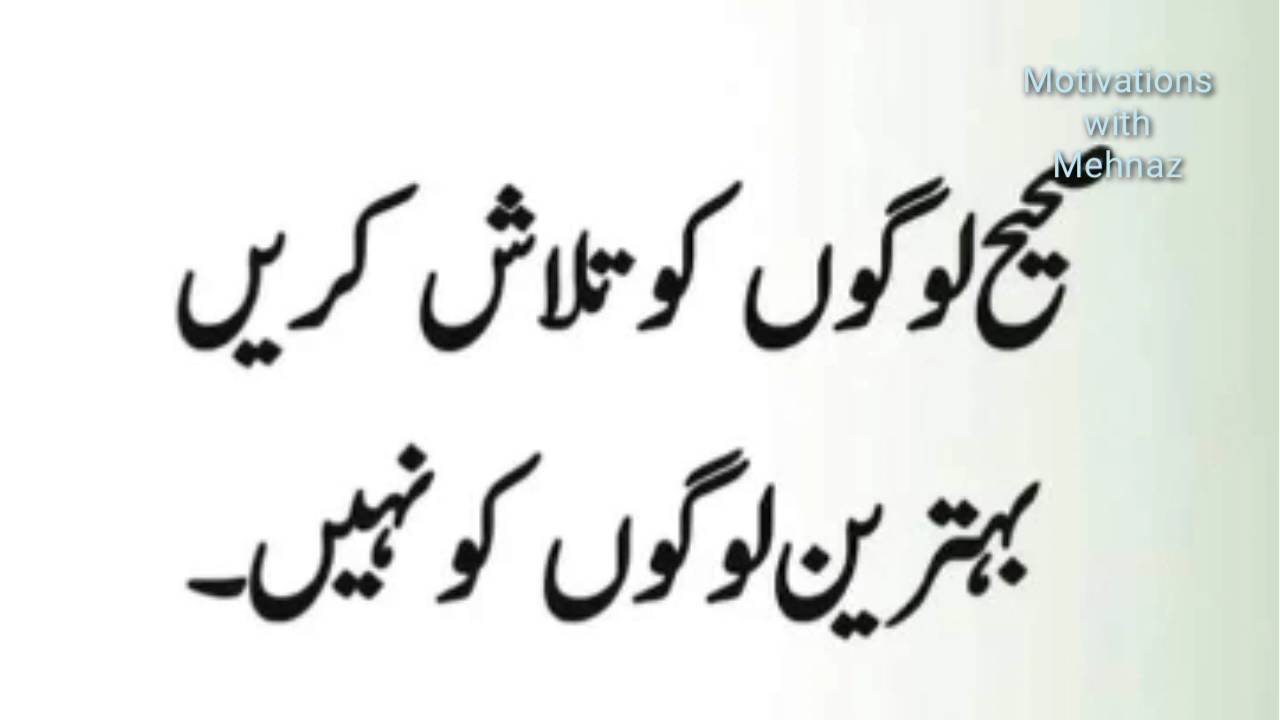 Motivations
with
Mehnaz
صحیح لوگوں کو تلاش کریں
بہترین لوگوں کو نہیں۔